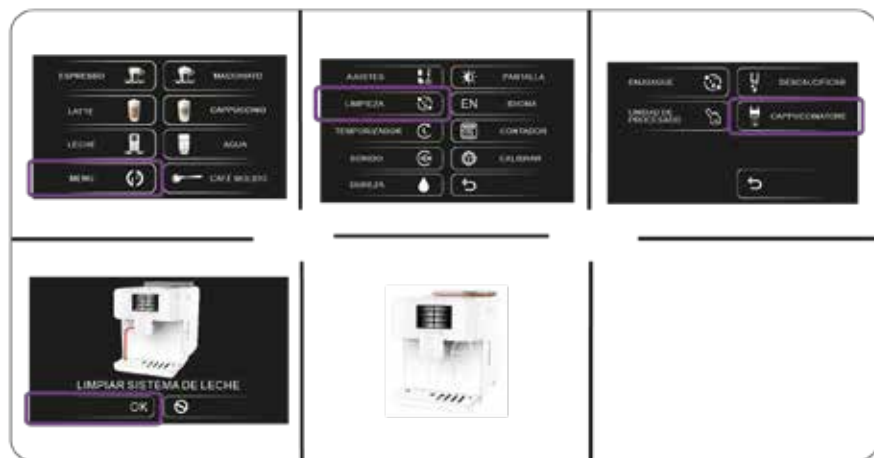 ESPRESSO
MACCHIATO
LATTE
CAPPUCCINO
LECHE
AGUA
MENÚ
CAFÉ MOLIDO
AJUSTES
PANTALLA
LIMPIEZA
EN IDIOMA
TEMPORIZADOR
CONTADOR
SONIDO
CALIBRAR
DUREZA
ENJUAGUE
DESCALCIFICAR
UNIDAD DE
PROCESADO
CAPPUCCINATORE
LIMPIAR SISTEMA DE LECHE
OK